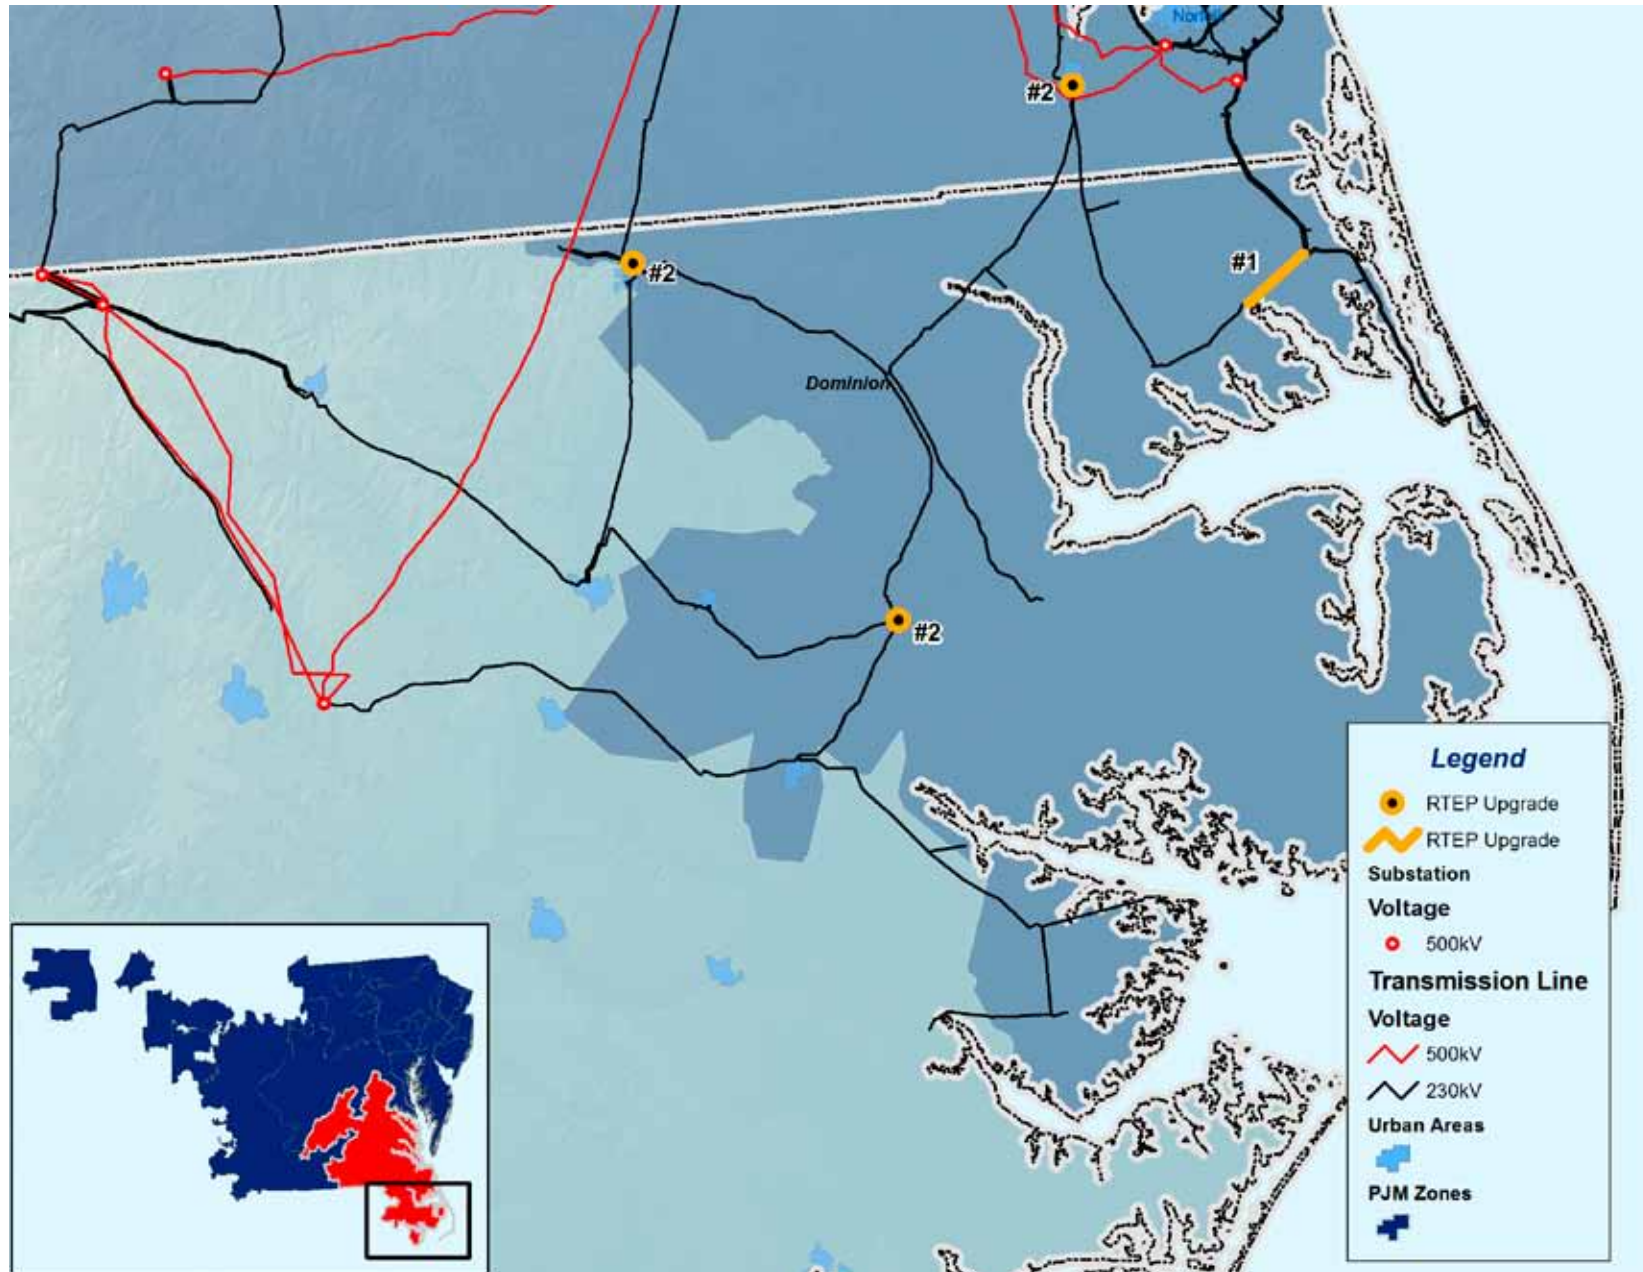 Norfolk
#2
#1
#2
Dominion
#2
Legend
RTEP Upgrade
RTEP Upgrade
Substation
Voltage
500kV
Transmission Line
Voltage
500kV
230kV
Urban Areas
PJM Zones